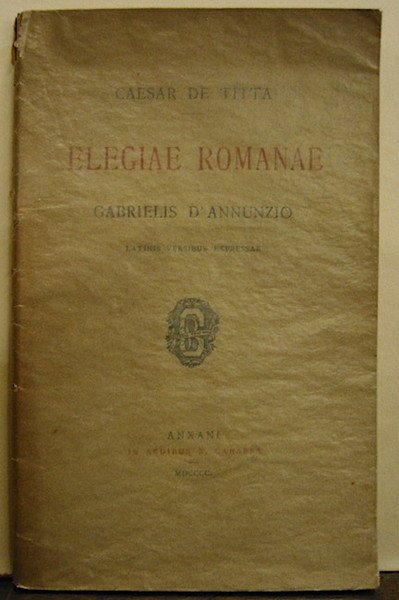 CAESAR DE TITTA
ELEGIAE ROMANAE
GABRIELIS D'ANNUNZIO
LATINIS VERSIBUS EXPRESSAE
ANXANI
IN AEDIBUS R. CARABBA
MDCCCC